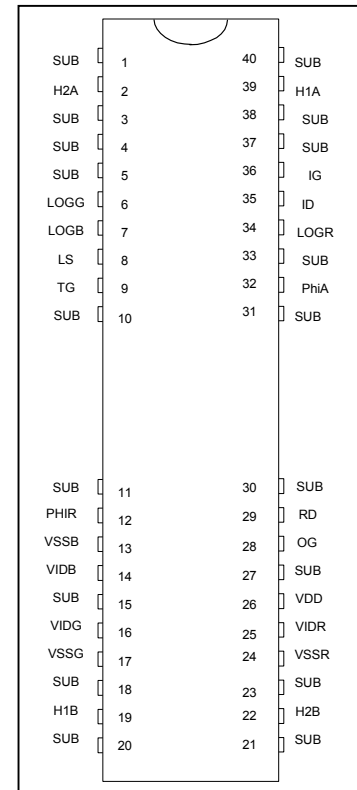 SUB 1 40 SUB
H2A 2 39 H1A
SUB 3 38 SUB
SUB 4 37 SUB
SUB 5 36 IG
LOGG 6 35 ID
LOGB 7 34 LOGR
LS 8 33 SUB
TG 9 32 PhiA
SUB 10 31 SUB
SUB 11 30 SUB
PHIR 12 29 RD
VSSB 13 28 OG
VIDB 14 27 SUB
SUB 15 26 VDD
VIDG 16 25 VIDR
VSSG 17 24 VSSR
SUB 18 23 SUB
H1B 19 22 H2B
SUB 20 21 SUB